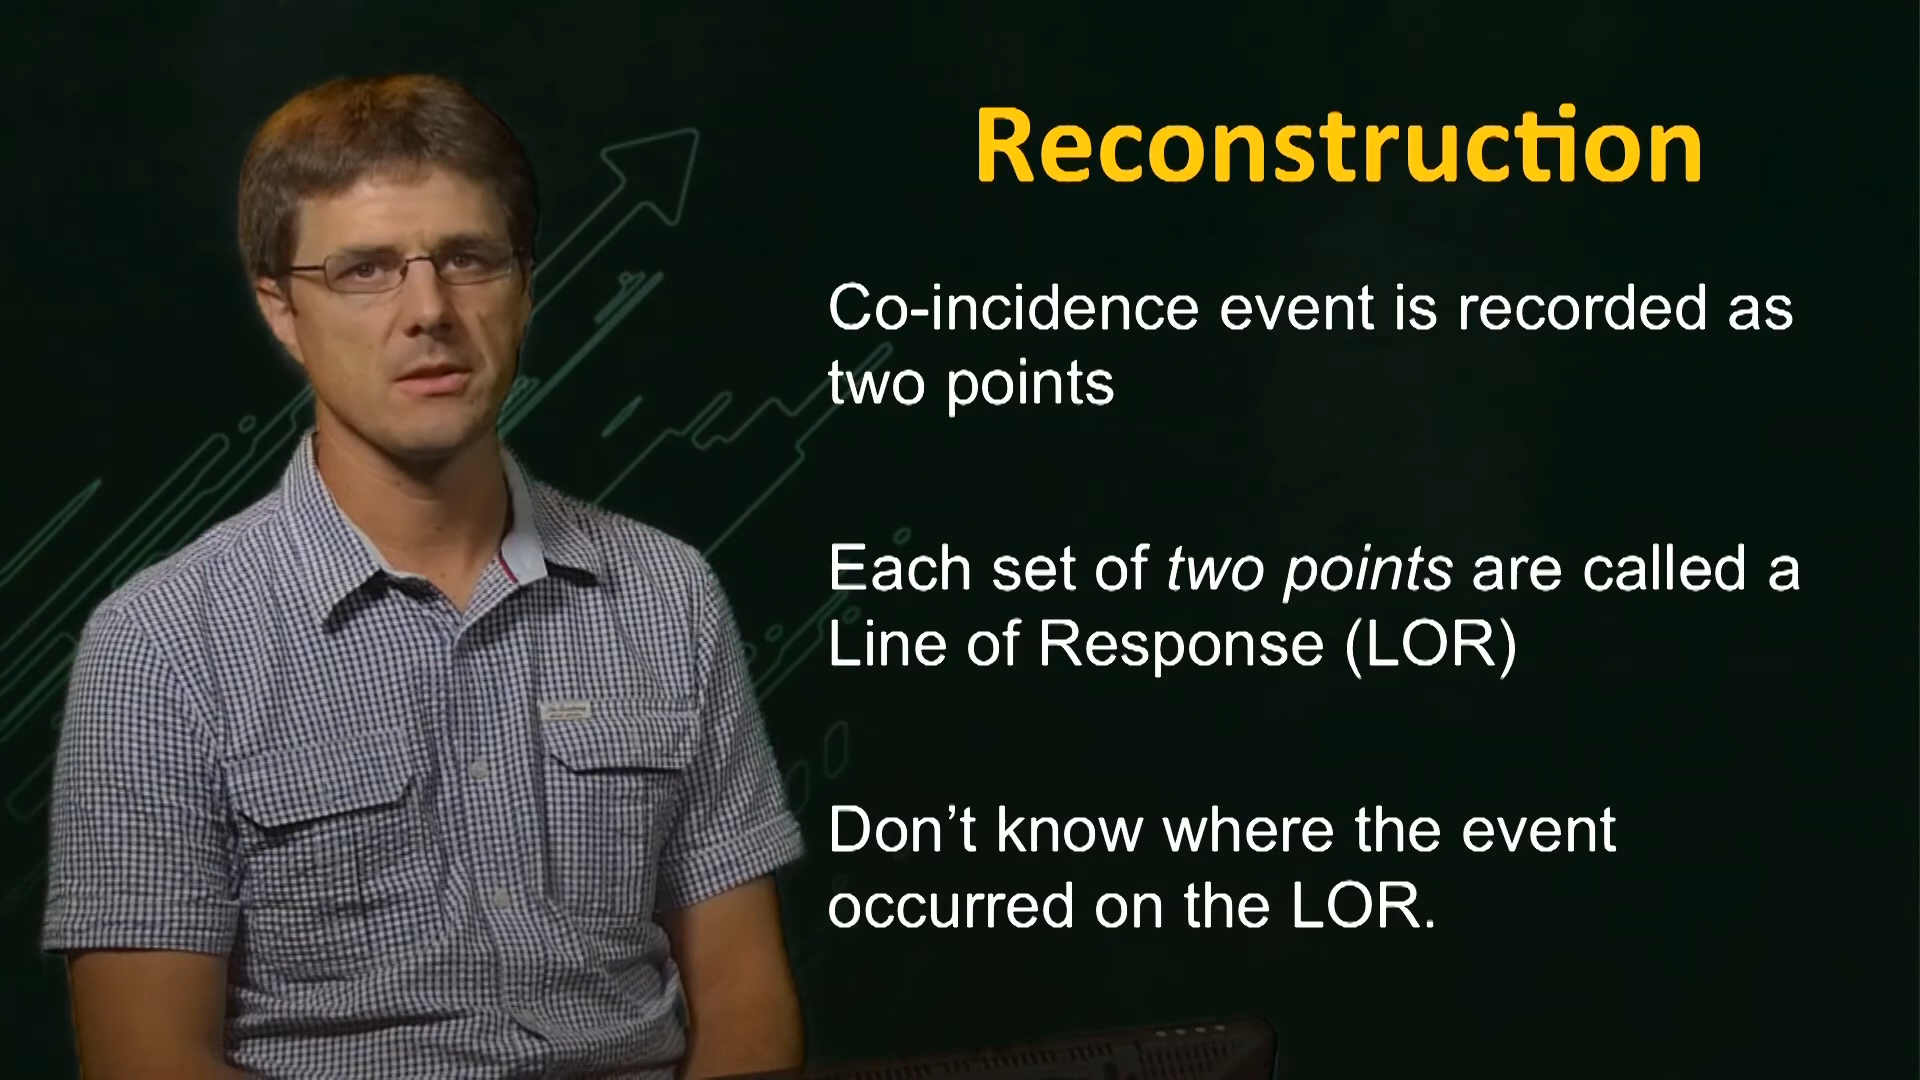 Reconstruction
Co-incidence event is recorded as
two points
Each set of two points are called a
Line of Response (LOR)
Don’t know where the event
occurred on the LOR.